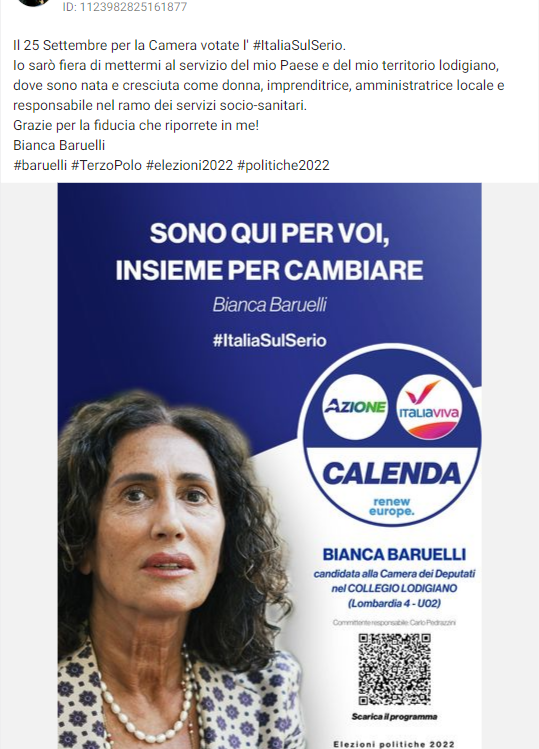 ID: 1123982825161877
Il 25 Settembre per la Camera votate l' #ItaliaSulSerio.
Io sarò fiera di mettermi al servizio del mio Paese e del mio territorio lodigiano,
dove sono nata e cresciuta come donna, imprenditrice, amministratrice locale e
responsabile nel ramo dei servizi socio-sanitari.
Grazie per la fiducia che riporrete in me!
Bianca Baruelli
#baruelli #TerzoPolo #elezioni2022 #politiche2022
SONO QUI PER VOI,
INSIEME PER CAMBIARE
Bianca Baruelli
#ItaliaSulSerio
AZIONE
ITALIAVIVA
CALENDA
renew
europe.
BIANCA BARUELLI
candidata alla Camera dei Deputati
nel COLLEGIO LODIGIANO
(Lombardia 4 - U02)
Committente responsabile: Carlo Pedrazzini
Scarica il programma
Elezioni politiche 2022